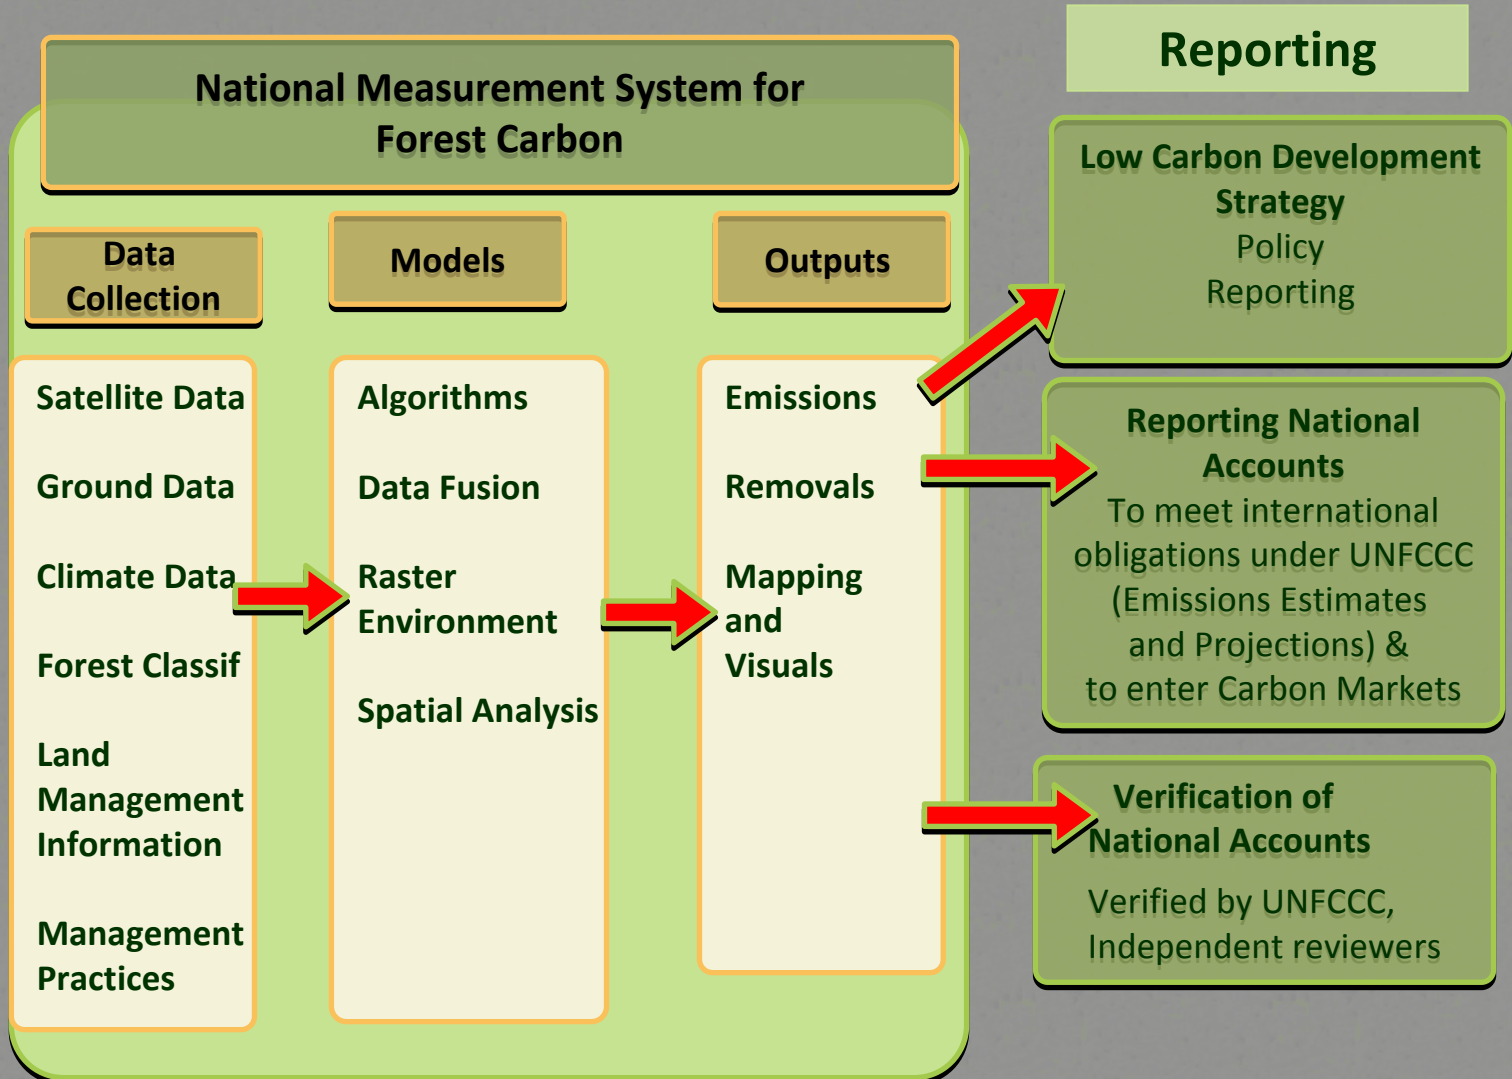 National Measurement System for
Forest Carbon
Data
Collection
Satellite Data
Ground Data
Climate Data
Forest Classif
Land
Management
Information
Management
Practices
Models
Algorithms
Data Fusion
Raster
Environment
Spatial Analysis
Outputs
Emissions
Removals
Mapping
and
Visuals
Reporting
Low Carbon Development
Strategy
Policy
Reporting
Reporting National
Accounts
To meet international
obligations under UNFCCC
(Emissions Estimates
and Projections) &
to enter Carbon Markets
Verification of
National Accounts
Verified by UNFCCC,
Independent reviewers